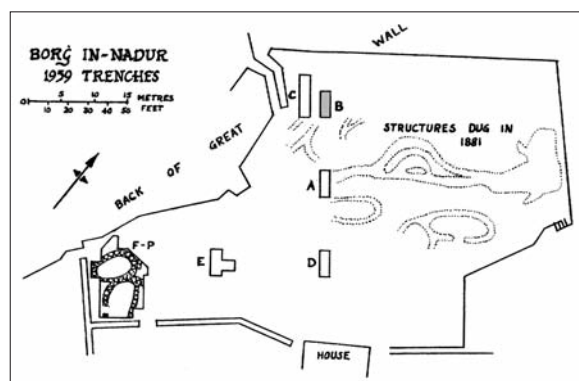 BORĠ IN-NADUR
1959 TRENCHES
0 5 10 15 METRES
10 20 30 40 50 FEET
WALL
BACK OF GREAT
C
B
STRUCTURES DUG IN
1881
A
F-P
E
D
HOUSE